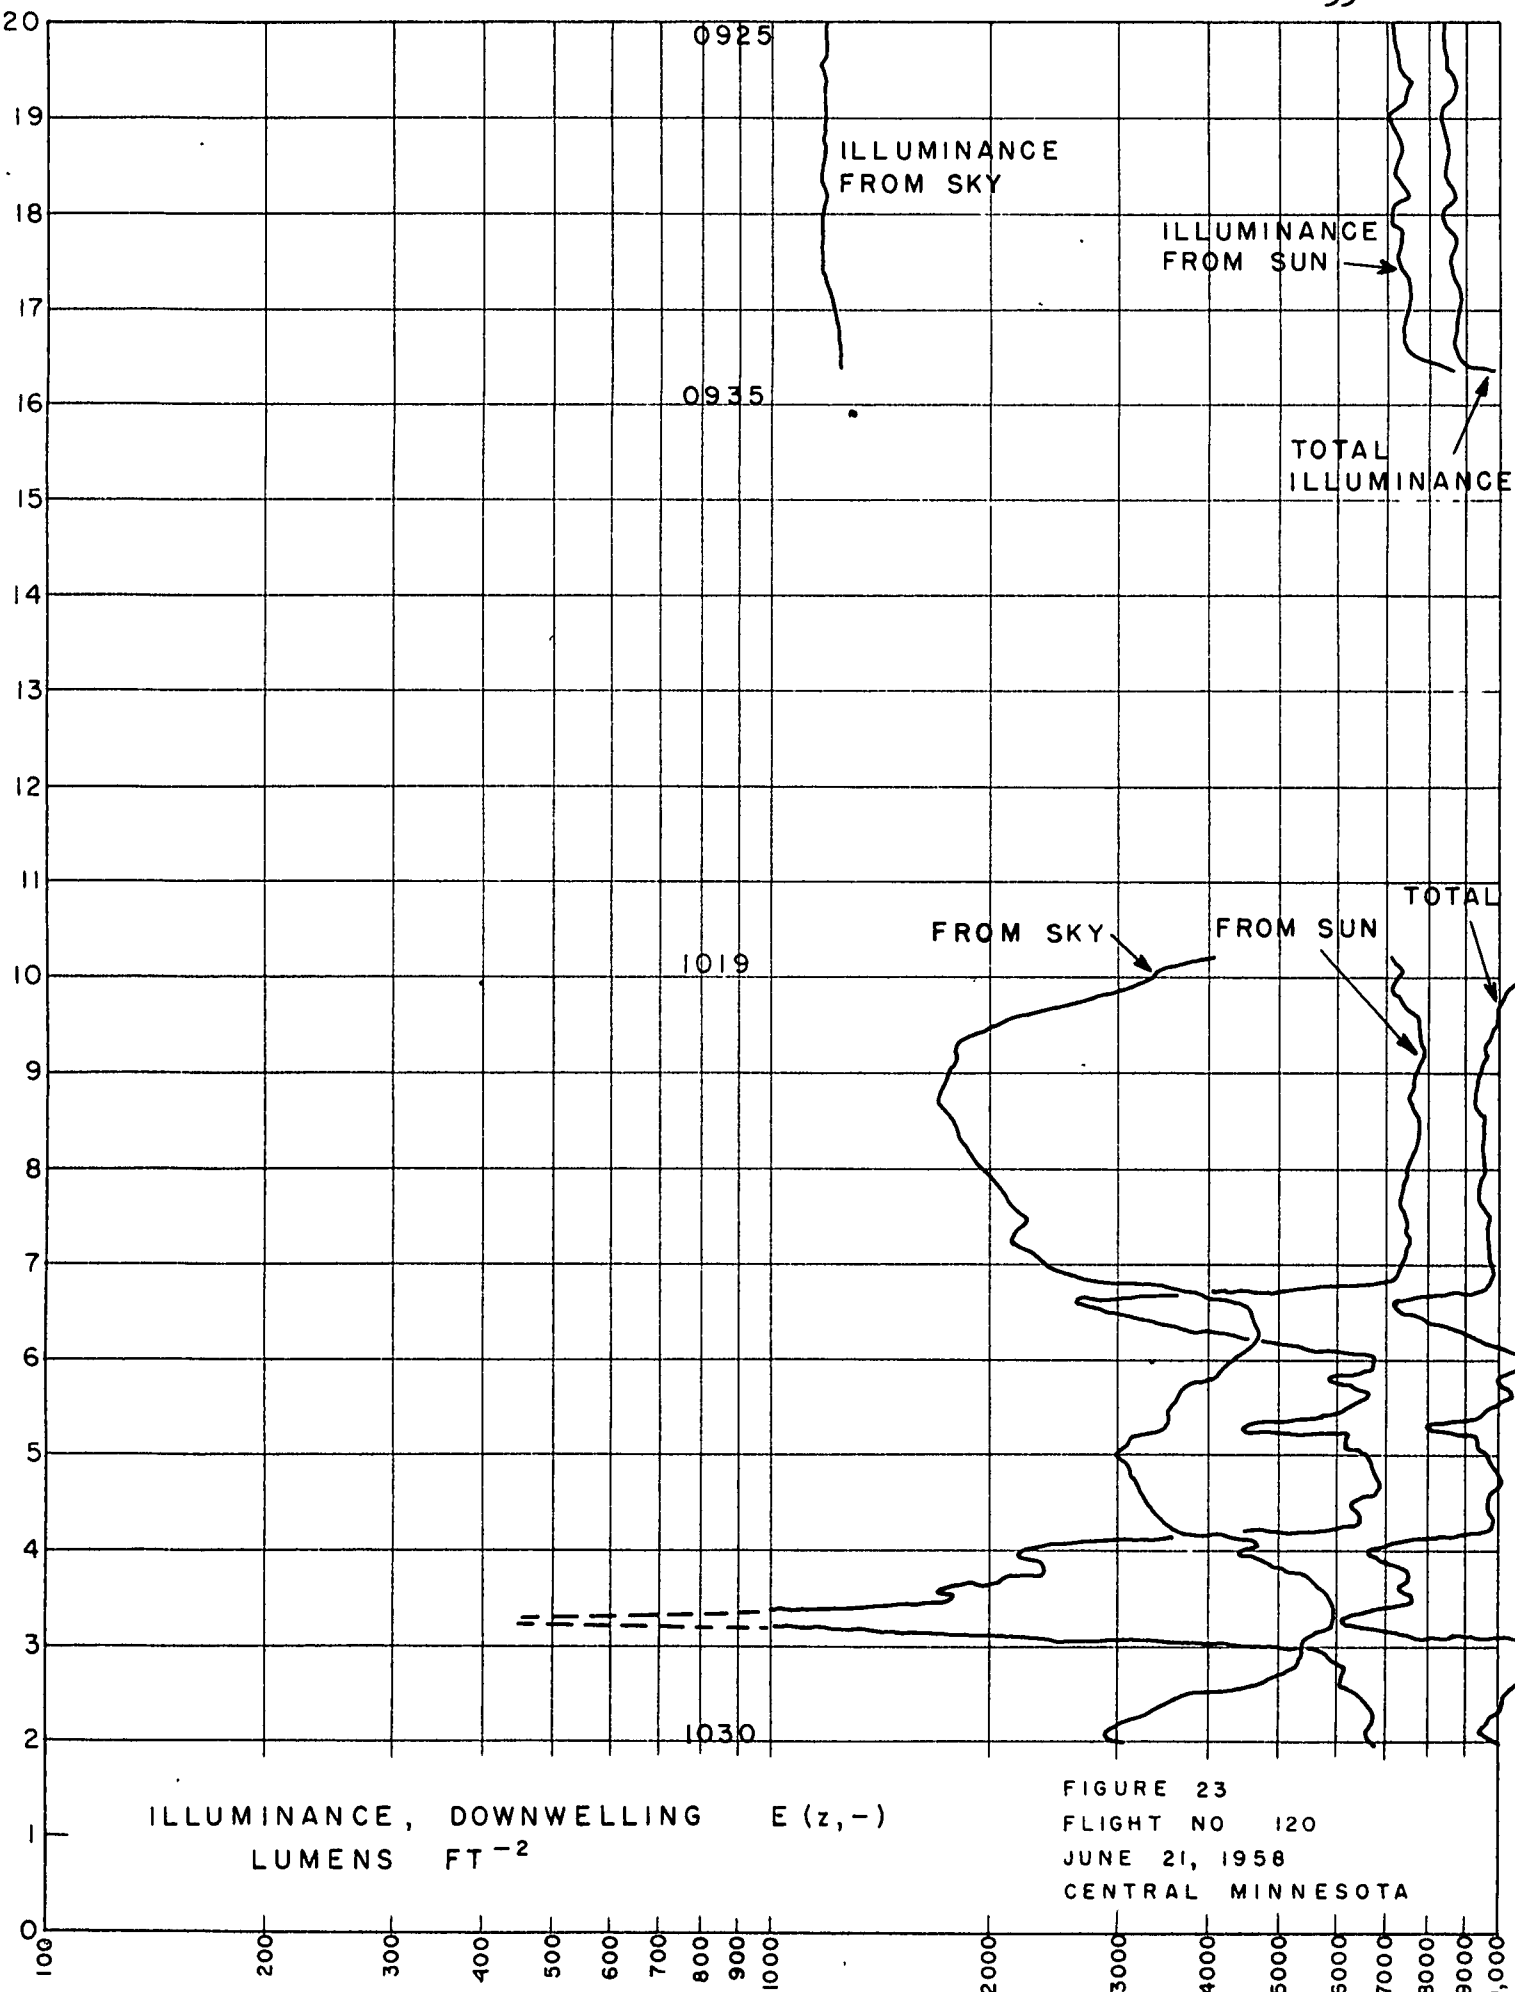 20
0925
19
ILLUMINANCE
FROM SKY
18
ILLUMINANCE
FROM SUN
17
16
0935
TOTAL
ILLUMINANCE
15
14
13
12
11
TOTAL
FROM SKY
FROM SUN
10
1019
9
8
7
6
5
4
3
2
1030
ILLUMINANCE, DOWNWELLING E (z, -)
LUMENS FT⁻²
1
FIGURE 23
FLIGHT NO 120
JUNE 21, 1958
CENTRAL MINNESOTA
0
100 200 300 400 500 600 700 800 900 1000 2000 3000 4000 5000 6000 7000 8000 9000